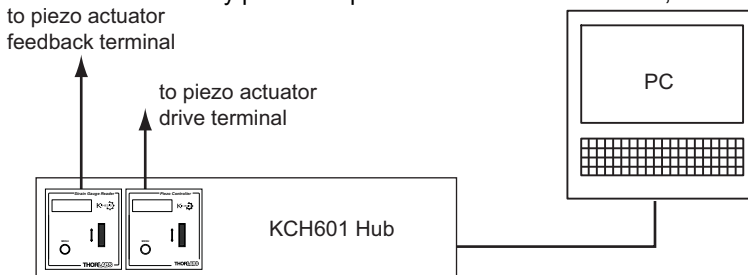 to piezo actuator
feedback terminal
to piezo actuator
drive terminal
PC
Strain Gauge Reader
Piezo Controller
KCH601 Hub
THORLABS
THORLABS